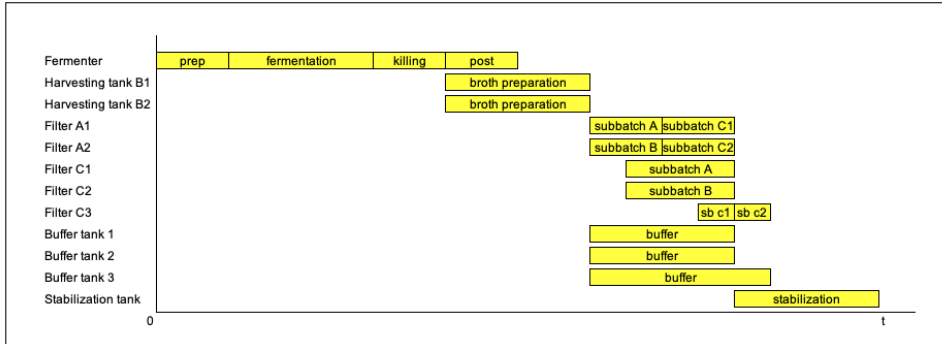 Fermenter prep fermentation killing post
Harvesting tank B1 broth preparation
Harvesting tank B2 broth preparation
Filter A1 subbatch A subbatch C1
Filter A2 subbatch B subbatch C2
Filter C1 subbatch A
Filter C2 subbatch B
Filter C3 sb c1 sb c2
Buffer tank 1 buffer
Buffer tank 2 buffer
Buffer tank 3 buffer
Stabilization tank stabilization
0 t